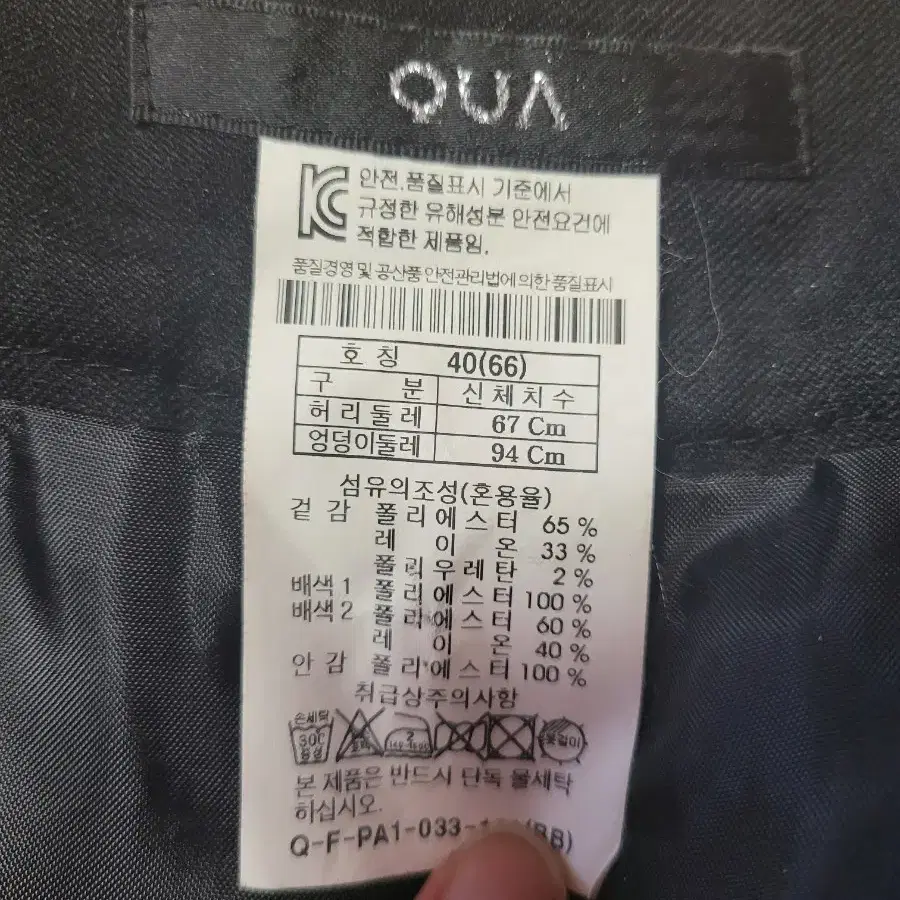 QUA
KC 안전.품질표시 기준에서
규정한 유해성분 안전요건에
적합한 제품임.
품질경영 및 공산품 안전관리법에 의한 품질표시
호 칭 40(66)
구 분 신 체 치 수
허 리 둘 레 67 Cm
엉덩이둘레 94 Cm
섬유의조성(혼용율)
겉 감 폴 리 에 스 터 65 %
레 이 온 33 %
폴 리 우 레 탄 2 %
배색 1 폴 리 에 스 터 100 %
배색 2 폴 리 에 스 터 60 %
레 이 온 40 %
안 감 폴 리 에 스 터 100 %
취급상주의사항
손세탁
30C
중성
2
옷걸이
본 제품은 반드시 단독 물세탁
하십시오.
Q-F-PA1-033-